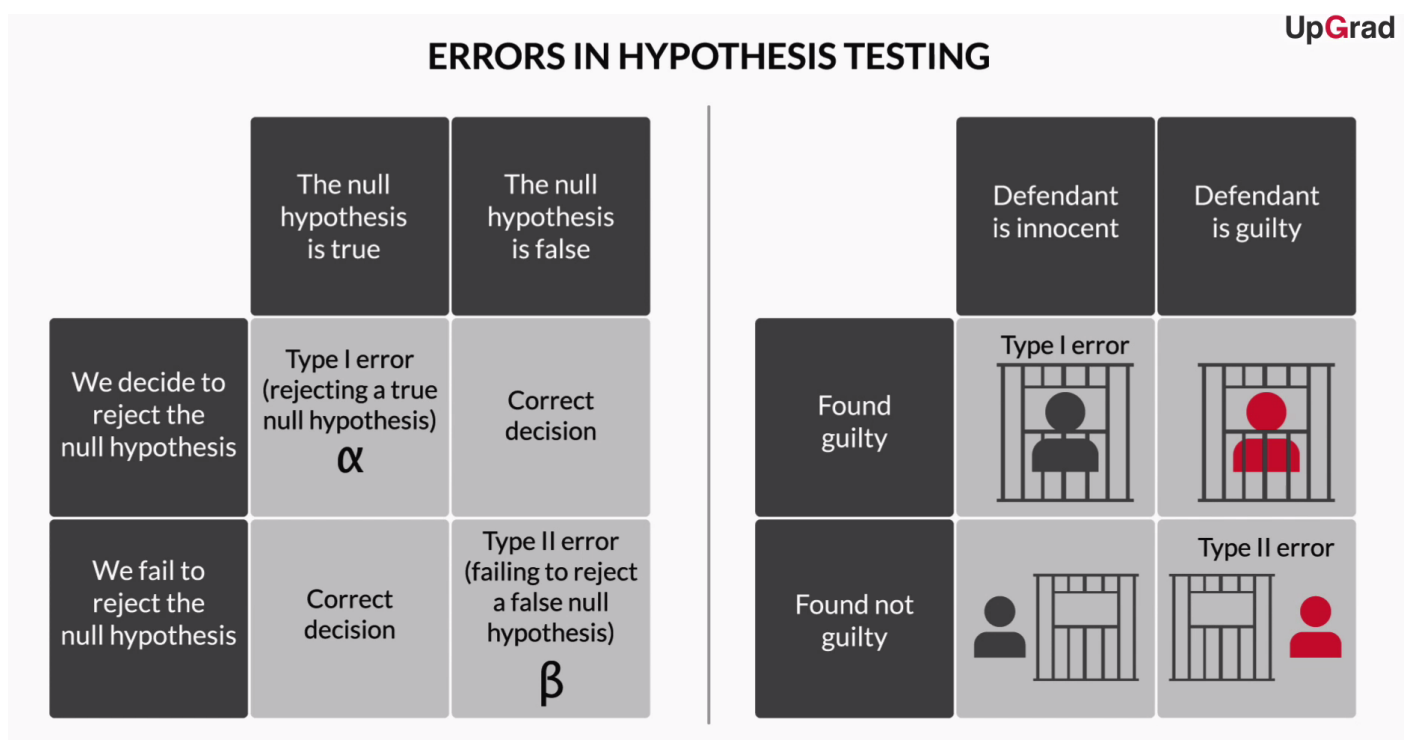 UpGrad
ERRORS IN HYPOTHESIS TESTING
The null
hypothesis
is true
The null
hypothesis
is false
We decide to
reject the
null hypothesis
Type I error
(rejecting a true
null hypothesis)
α
Correct
decision
We fail to
reject the
null hypothesis
Correct
decision
Type II error
(failing to reject
a false null
hypothesis)
β
Defendant
is innocent
Defendant
is guilty
Found
guilty
Type I error
Found not
guilty
Type II error